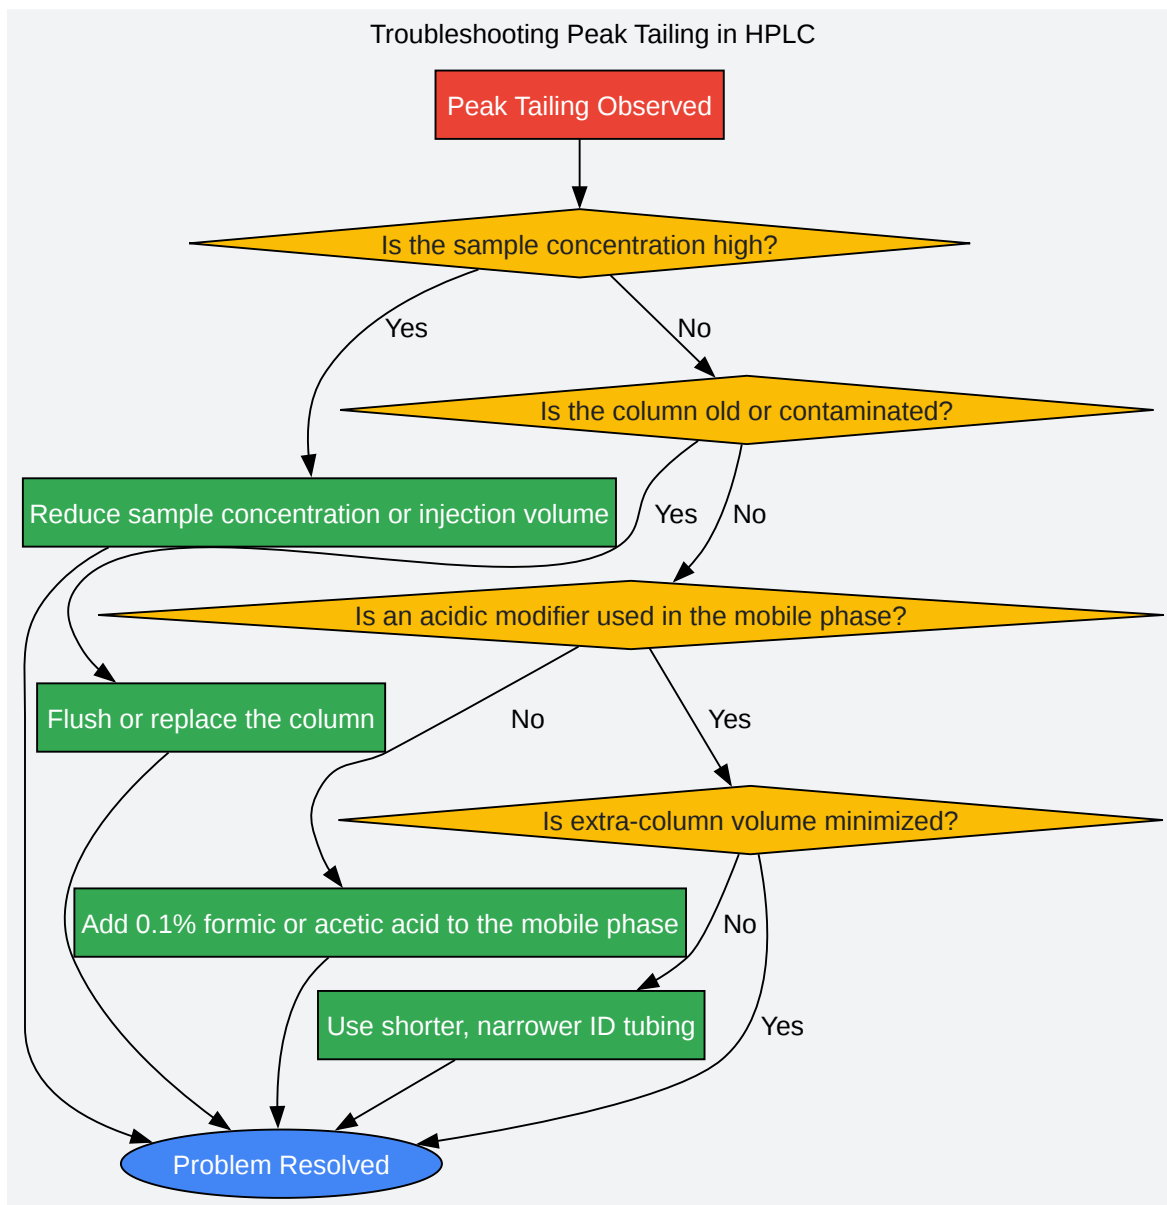 Troubleshooting Peak Tailing in HPLC
Peak Tailing Observed
Is the sample concentration high?
Yes
No
Is the column old or contaminated?
Reduce sample concentration or injection volume
Yes
No
Is an acidic modifier used in the mobile phase?
Flush or replace the column
No
Yes
Is extra-column volume minimized?
Add 0.1% formic or acetic acid to the mobile phase
No
Use shorter, narrower ID tubing
Yes
Problem Resolved